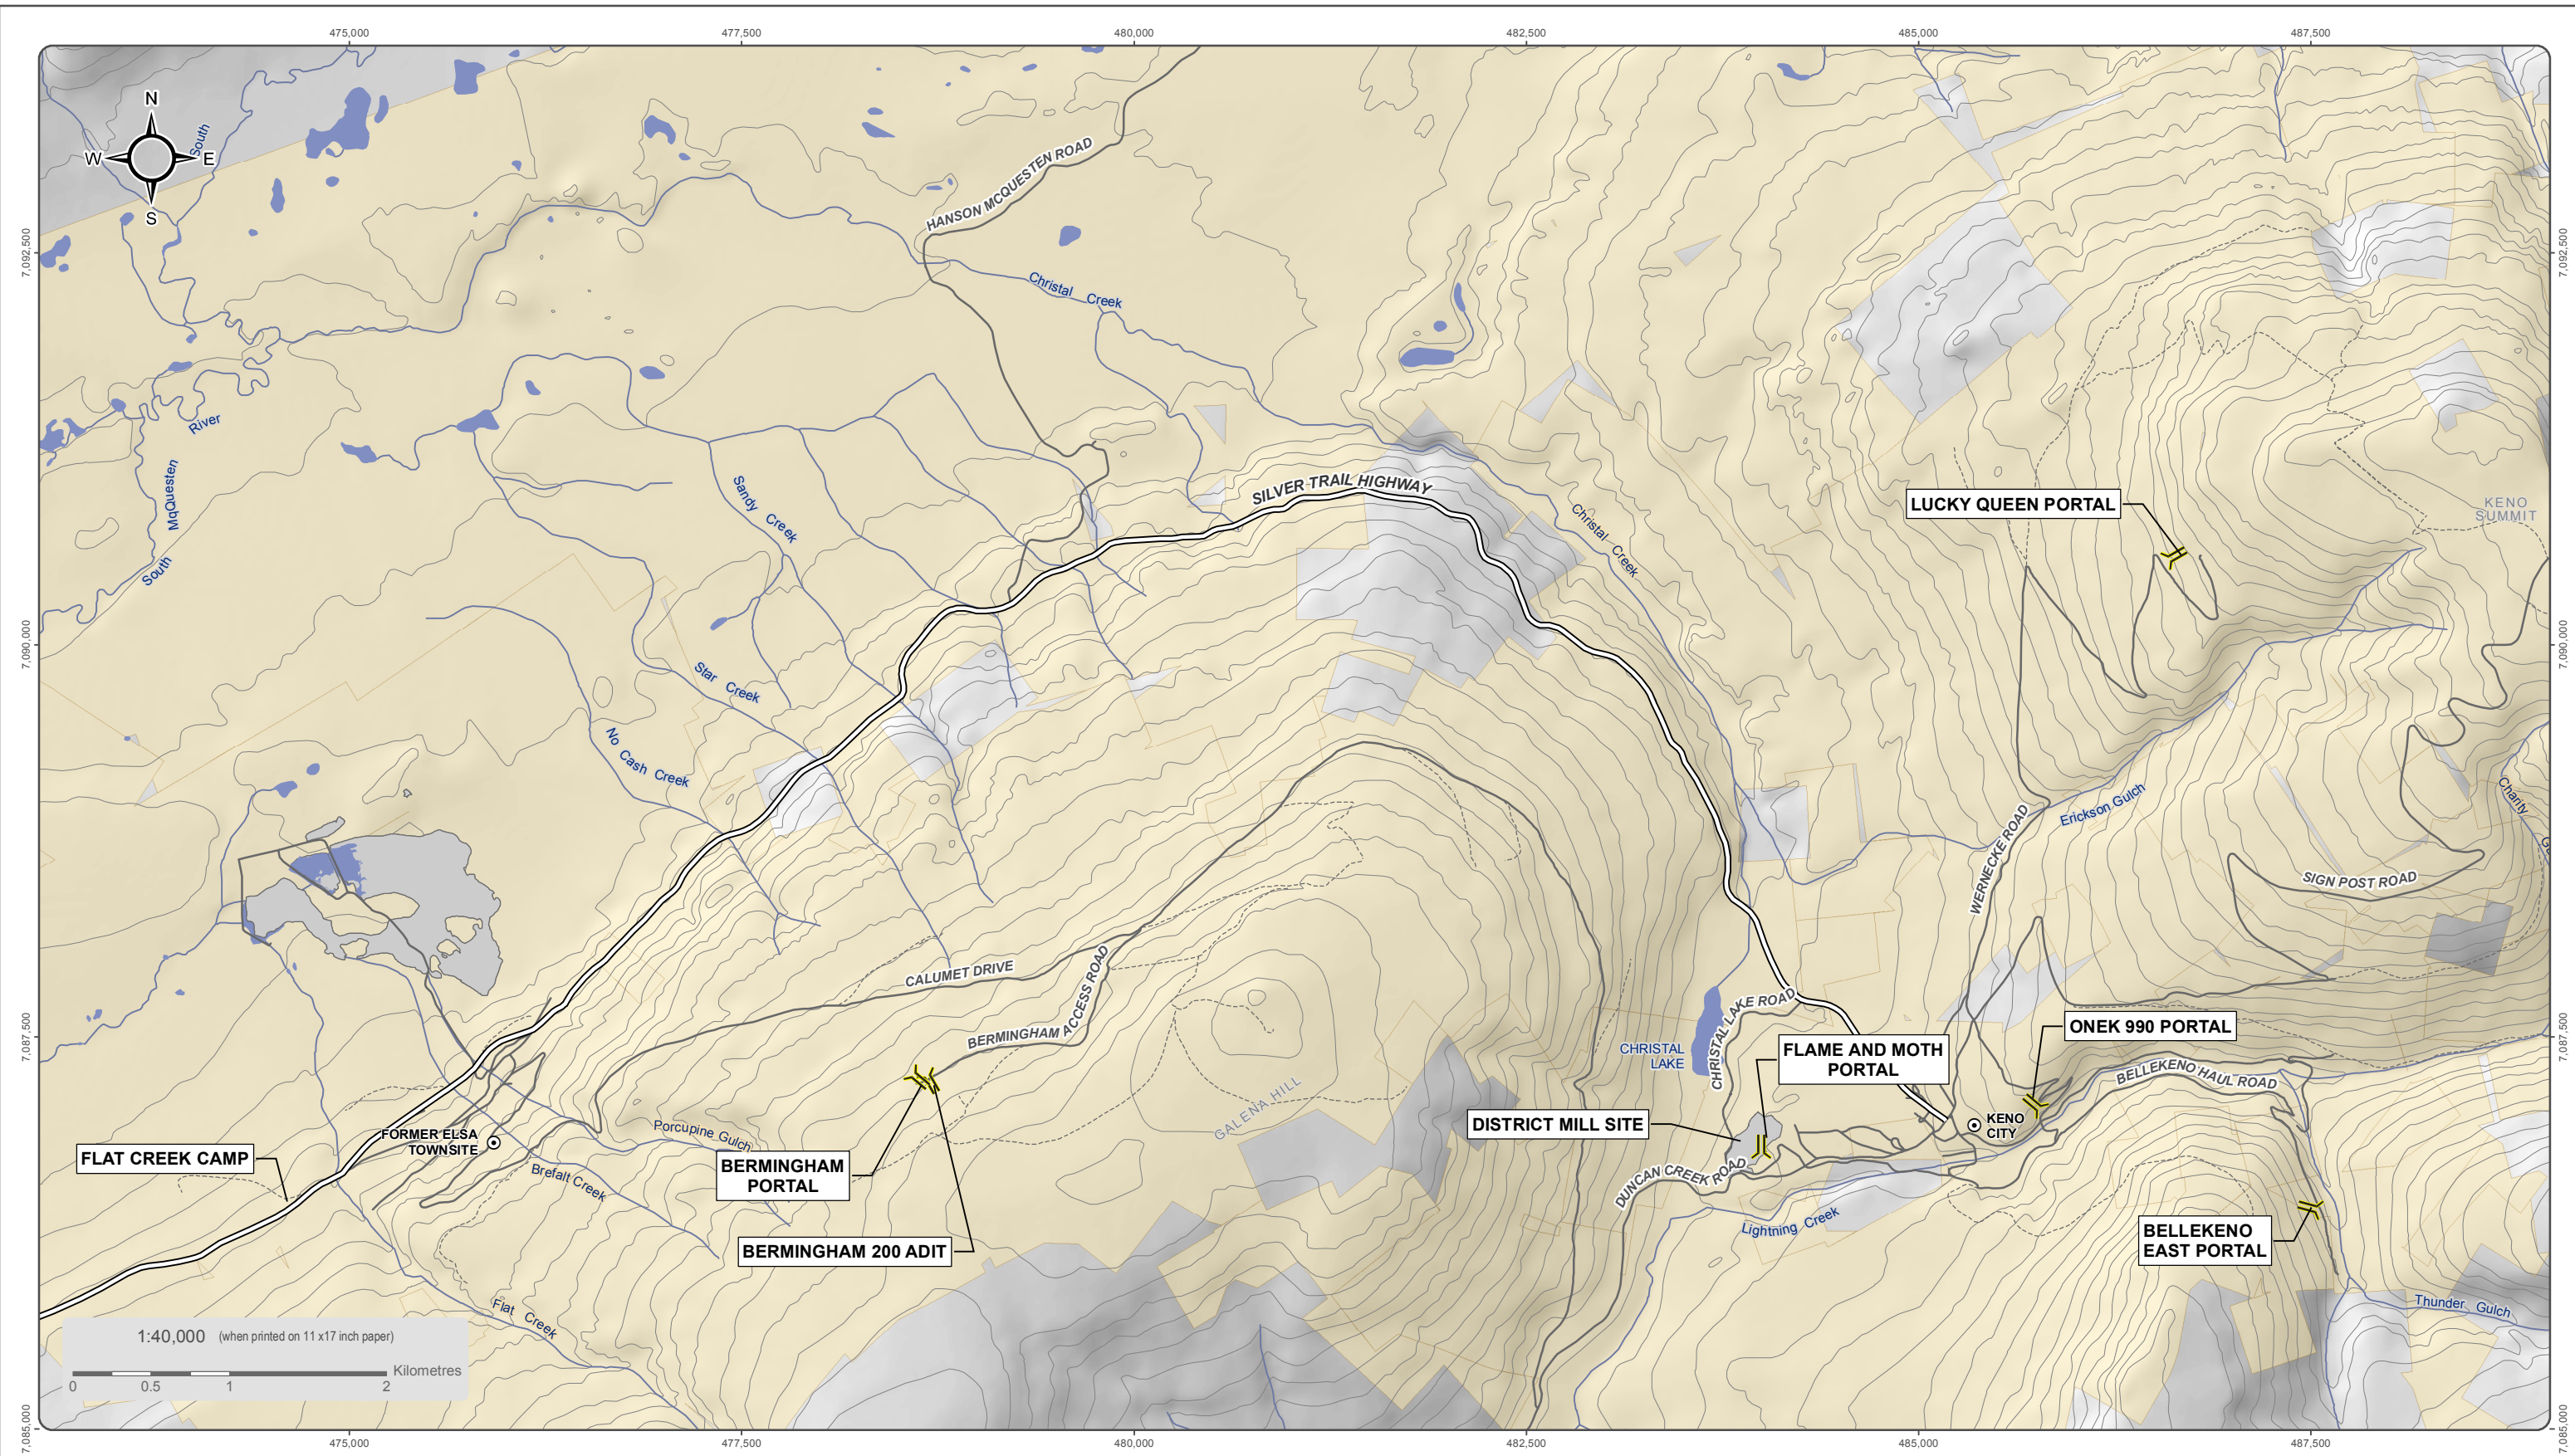 475,000
477,500
480,000
482,500
485,000
487,500
N
W
E
S
South
HANSON MCQUESTEN ROAD
7,092,500
7,092,500
Christal Creek
River
McQuesten
South
Sandy Creek
SILVER TRAIL HIGHWAY
Christal Creek
LUCKY QUEEN PORTAL
KENO
SUMMIT
7,090,000
7,090,000
Star Creek
No Cash Creek
Erickson Gulch
Charity
WERNECKE ROAD
SIGN POST ROAD
CALUMET DRIVE
BERMINGHAM ACCESS ROAD
CHRISTAL LAKE ROAD
7,087,500
7,087,500
ONEK 990 PORTAL
CHRISTAL
LAKE
FLAME AND MOTH
PORTAL
BELLEKENO HAUL ROAD
GALENA HILL
DISTRICT MILL SITE
KENO
CITY
FORMER ELSA
TOWNSITE
Porcupine Gulch
FLAT CREEK CAMP
BERMINGHAM
PORTAL
Brefalt Creek
DUNCAN CREEK ROAD
Lightning Creek
BERMINGHAM 200 ADIT
BELLEKENO
EAST PORTAL
Flat Creek
Thunder Gulch
1:40,000 (when printed on 11 x17 inch paper)
Kilometres
0
0.5
1
2
7,085,000
7,085,000
475,000
477,500
480,000
482,500
485,000
487,500